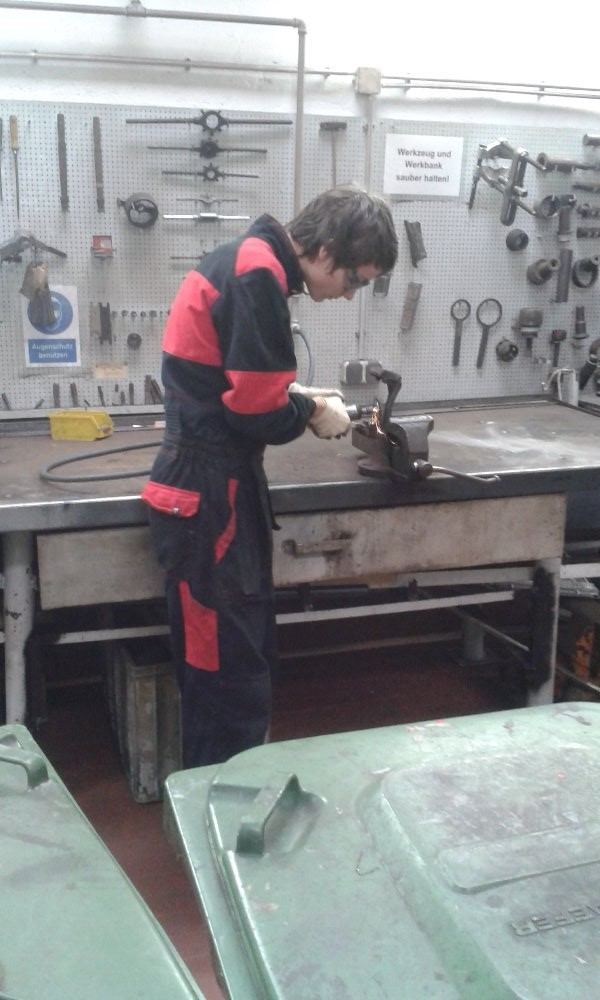 Werkzeug und
Werkbank
sauber halten!
Augenschutz
benutzen